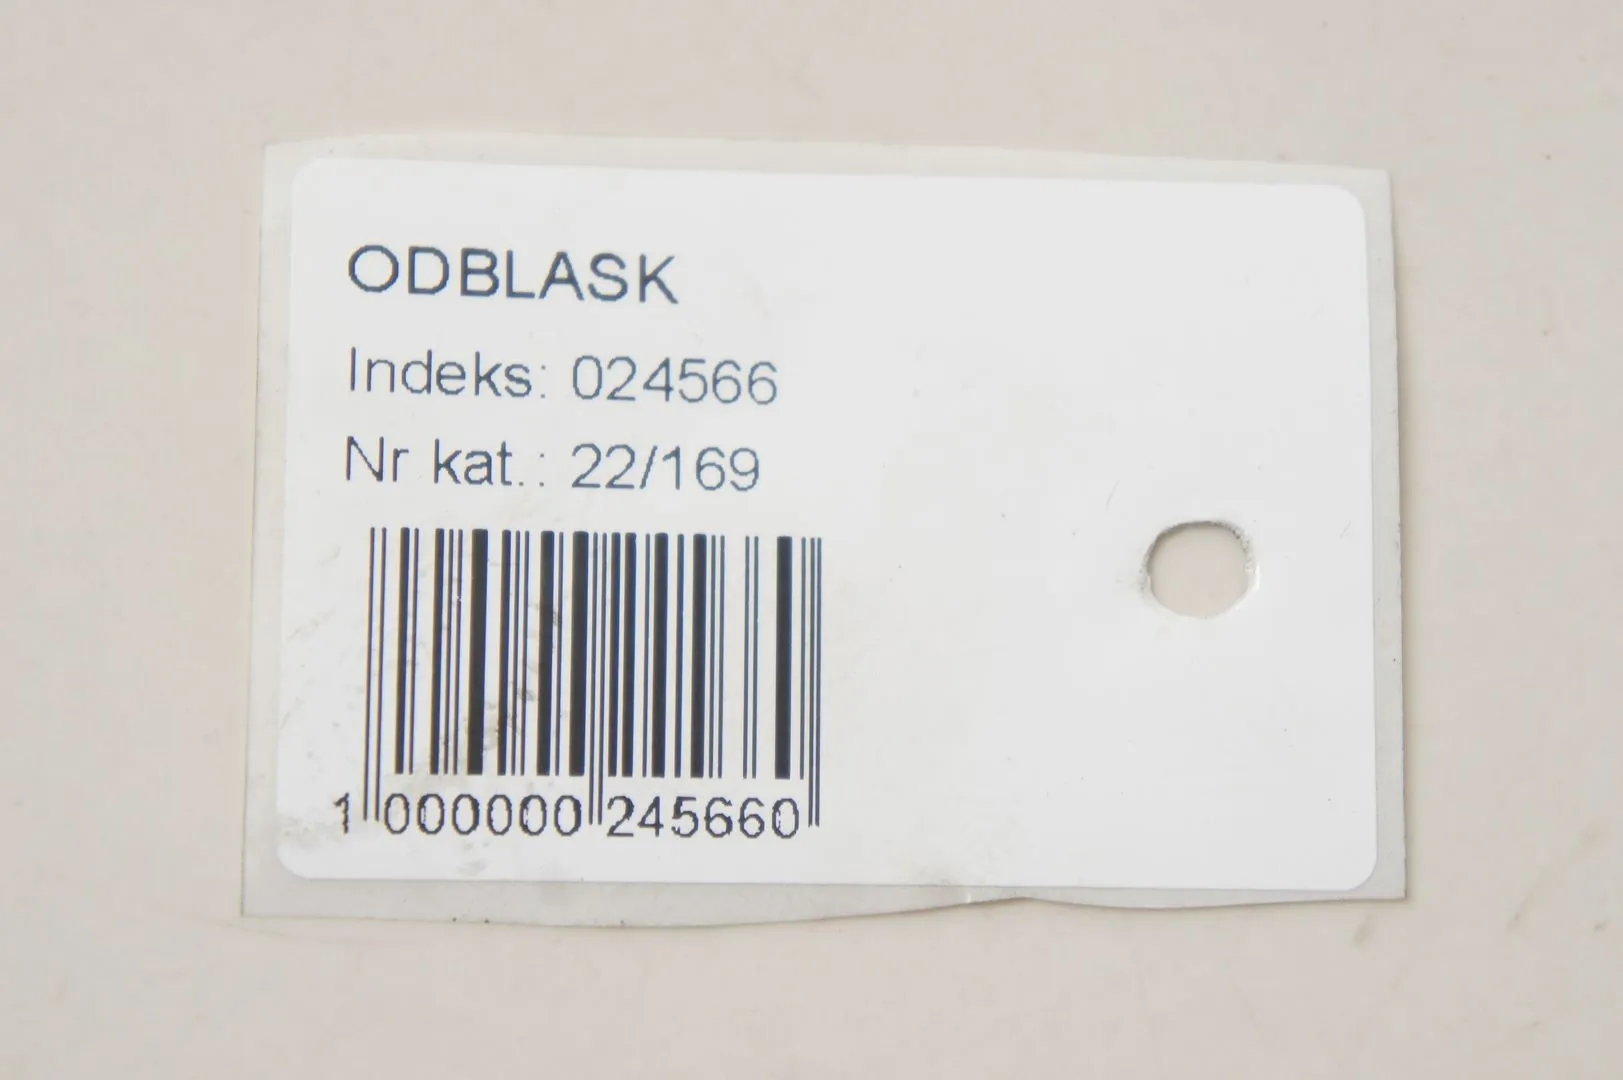 ODBLASK
Indeks: 024566
Nr kat.: 22/169
1 000000 245660